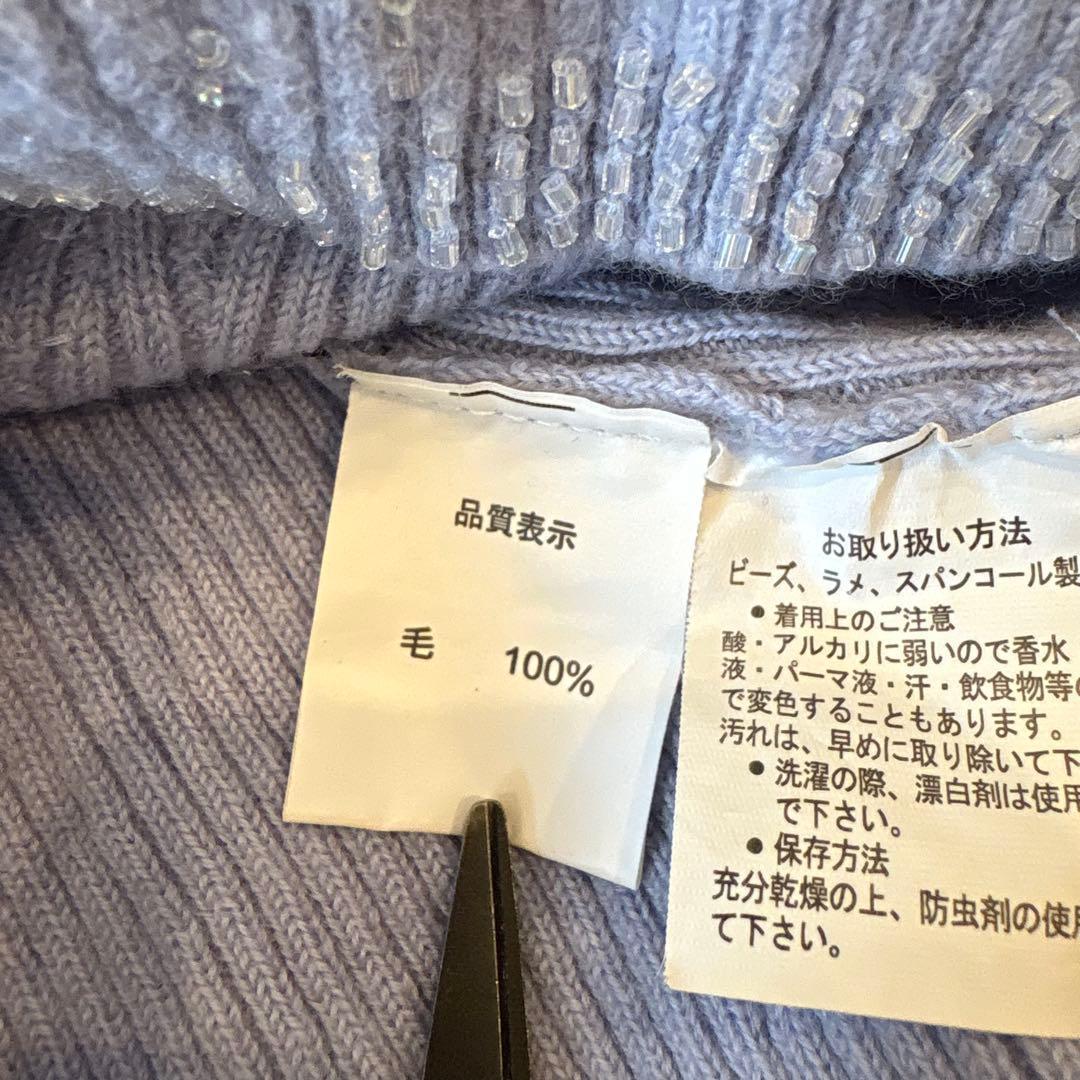 品質表示
毛 100%
お取り扱い方法
ビーズ、ラメ、スパンコール製
● 着用上のご注意
酸・アルカリに弱いので香水
液・パーマ液・汗・飲食物等の
で変色することもあります。
汚れは、早めに取り除いて下
● 洗濯の際、漂白剤は使用
で下さい。
● 保存方法
充分乾燥の上、防虫剤の使用
て下さい。